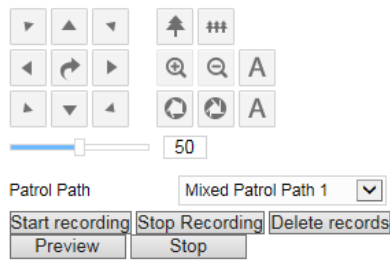 A
A
50
Patrol Path Mixed Patrol Path 1
Start recording Stop Recording Delete records
Preview Stop